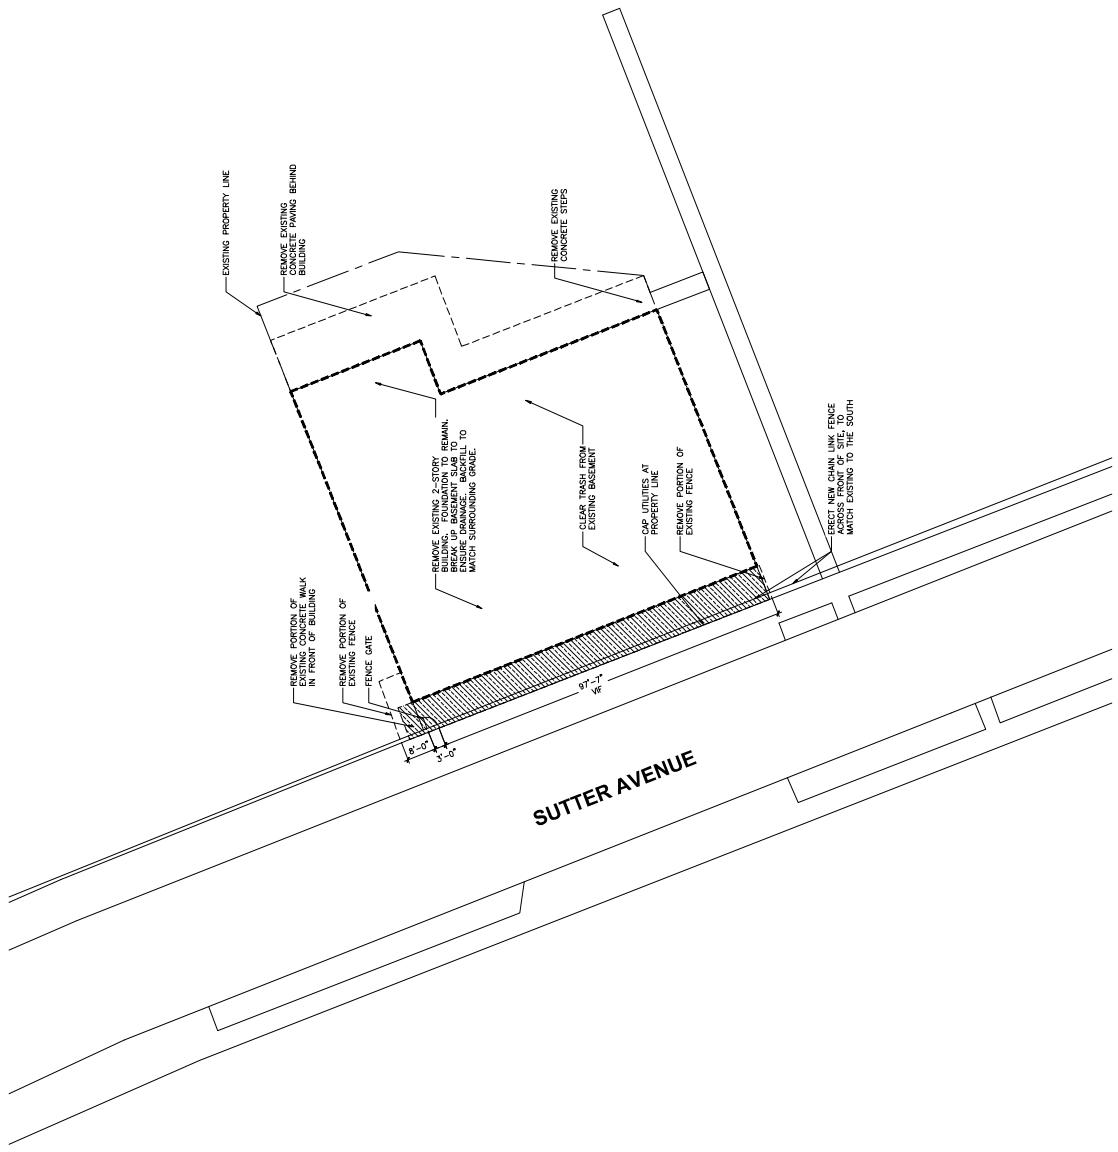 EXISTING PROPERTY LINE
REMOVE EXISTING
CONCRETE PAVING BEHIND
BUILDING
REMOVE EXISTING
CONCRETE STEPS
REMOVE EXISTING 2-STORY
BUILDING. FOUNDATION TO REMAIN.
BREAK UP BASEMENT SLAB TO
ENSURE DRAINAGE. BACKFILL TO
MATCH SURROUNDING GRADE.
CLEAR TRASH FROM
EXISTING BASEMENT
CAP UTILITIES AT
PROPERTY LINE
REMOVE PORTION OF
EXISTING FENCE
ERECT NEW CHAIN LINK FENCE
ACROSS FRONT OF SITE, TO
MATCH EXISTING TO THE SOUTH
REMOVE PORTION OF
EXISTING CONCRETE WALK
IN FRONT OF BUILDING
REMOVE PORTION OF
EXISTING FENCE
FENCE GATE
8'-0"
3'-0"
97'-7"
VIF
SUTTER AVENUE